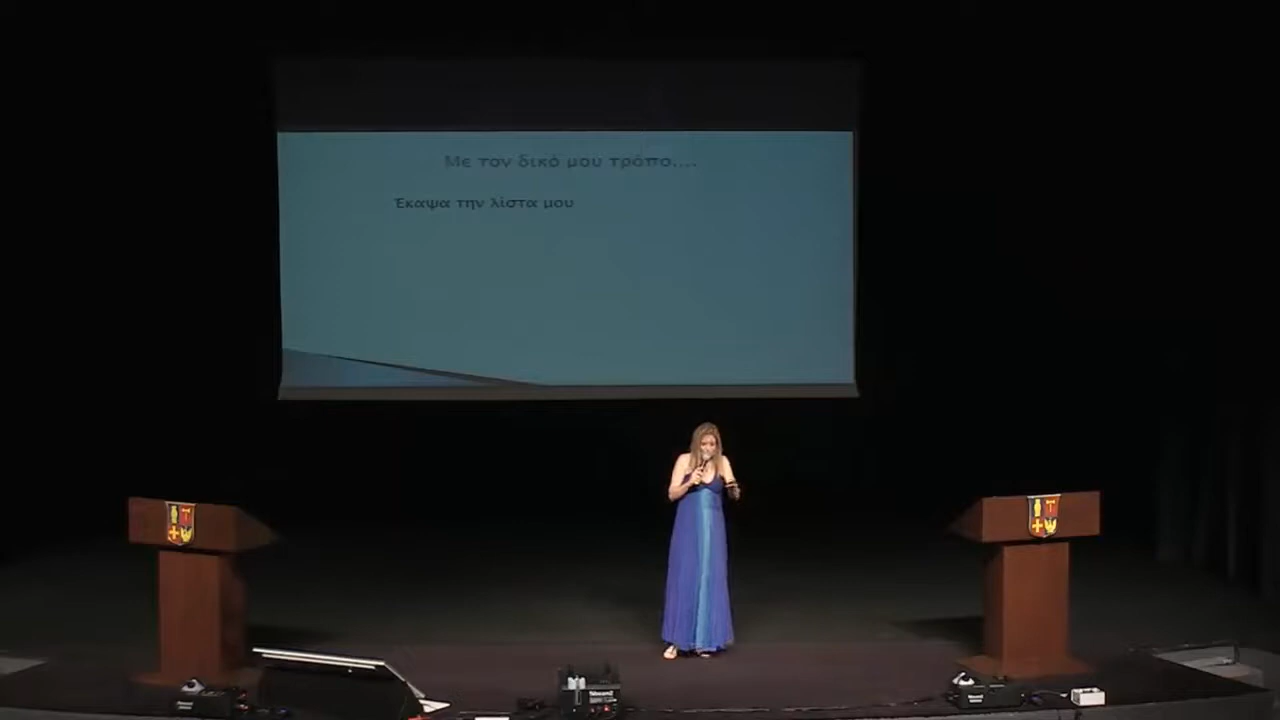 Με τον δικό μου τρόπο....
Έκαψα την λίστα μου